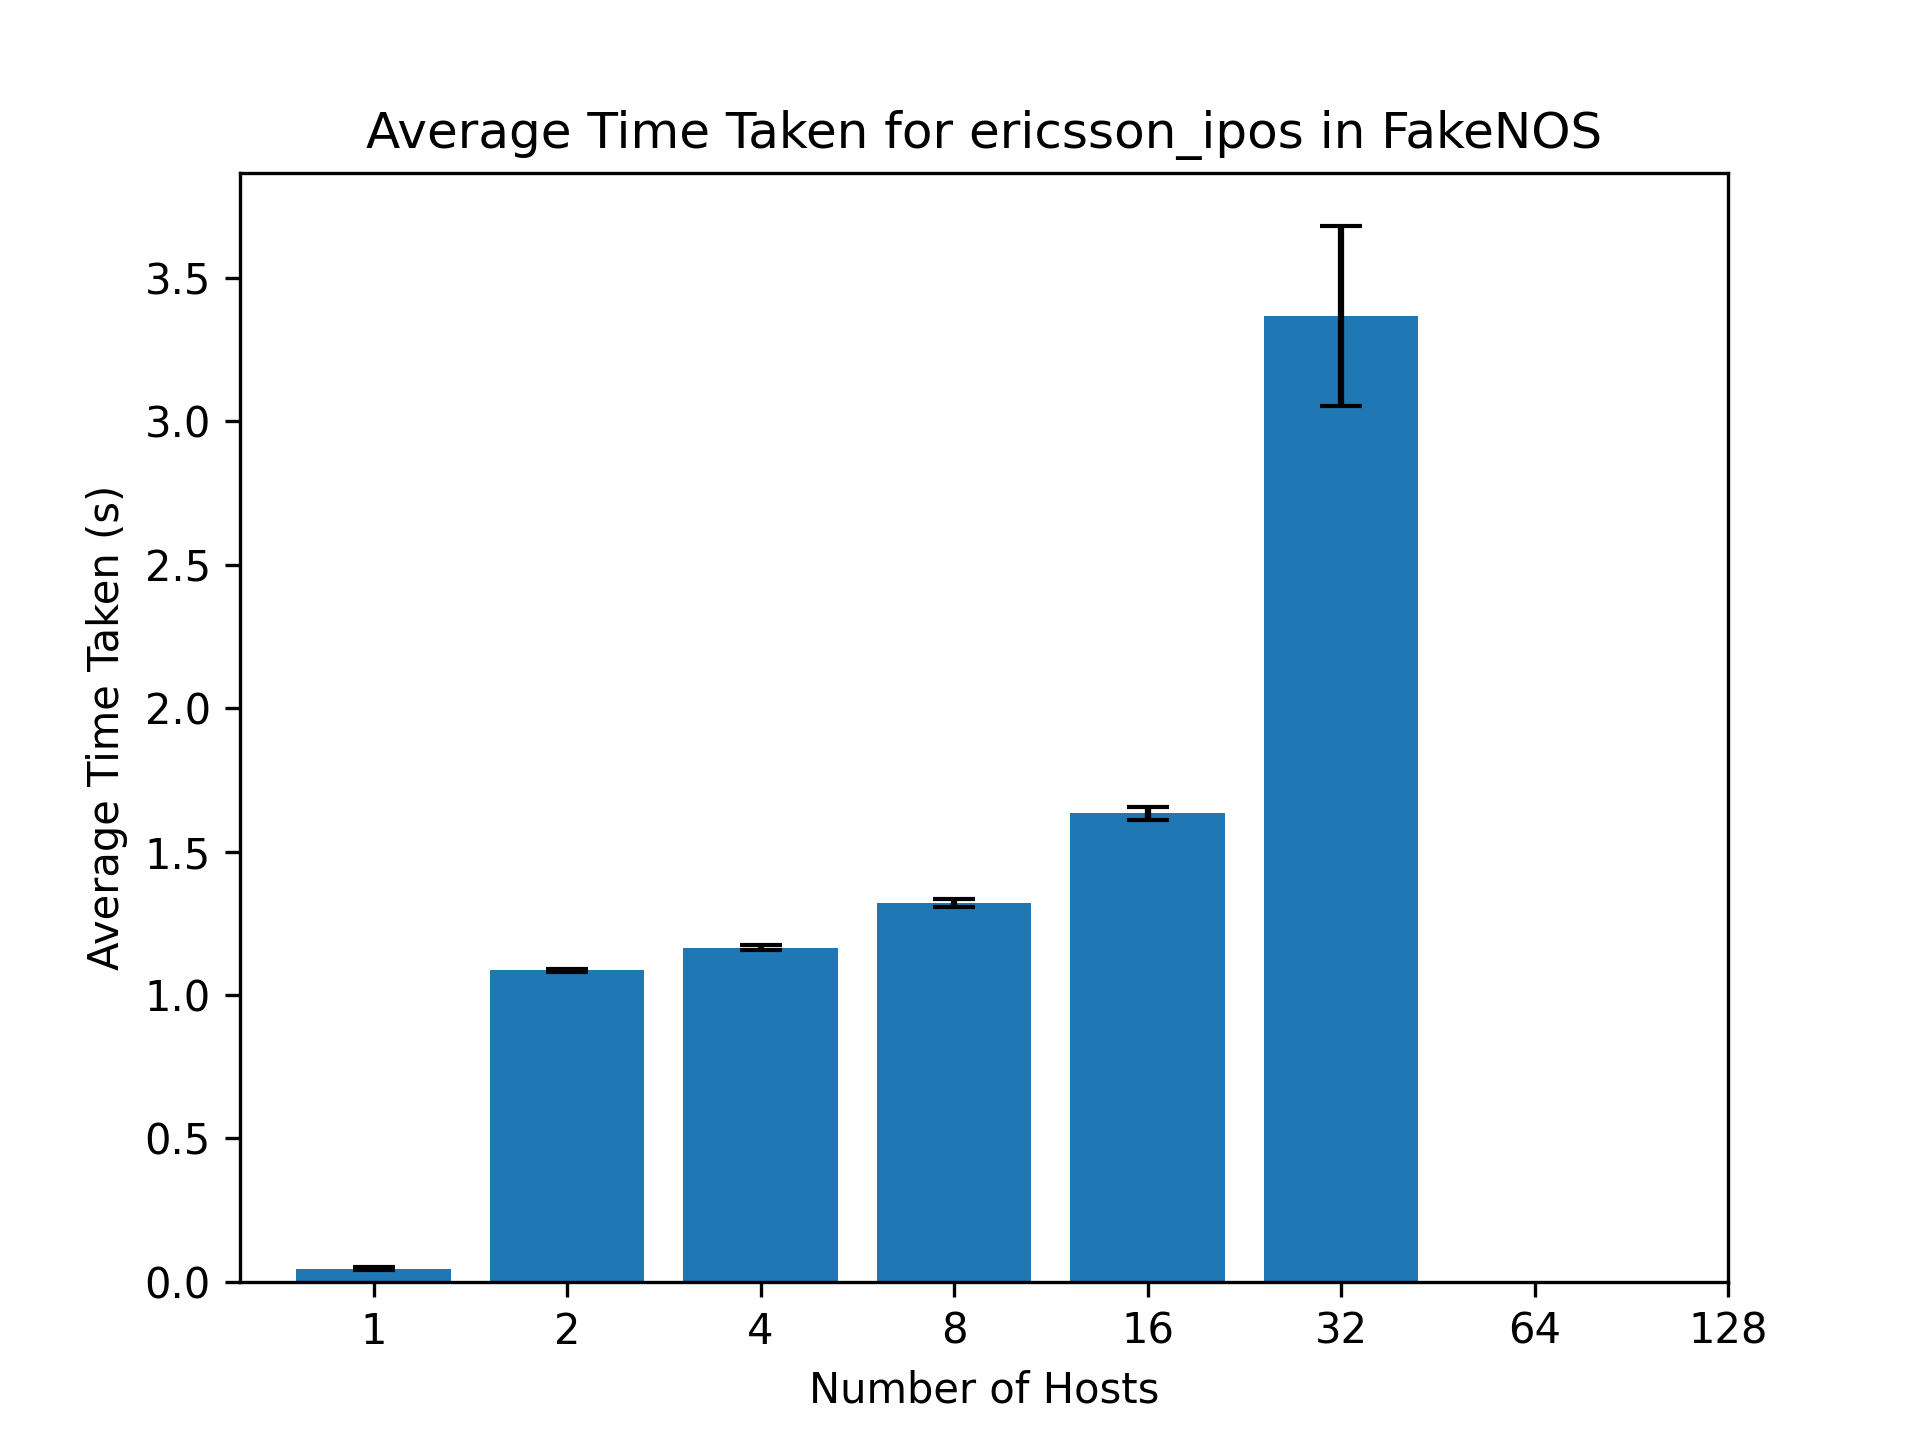 Average Time Taken for ericsson_ipos in FakeNOS
Average Time Taken (s)
3.5
3.0
2.5
2.0
1.5
1.0
0.5
0.0
1 2 4 8 16 32 64 128
Number of Hosts